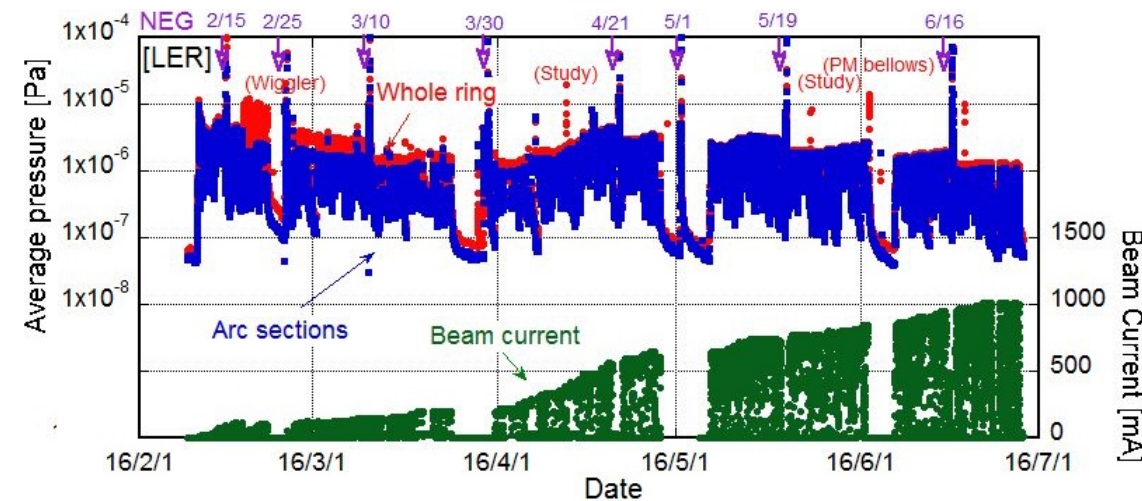 NEG 2/15 2/25 3/10 3/30 4/21 5/1 5/19 6/16
1x10⁻⁴
[LER]
(Wiggler)
Whole ring
(Study)
(PM bellows)
(Study)
1x10⁻⁵
1x10⁻⁶
1x10⁻⁷
1x10⁻⁸
Average pressure [Pa]
Arc sections
Beam current
1500
1000
500
0
Beam Current [mA]
16/2/1 16/3/1 16/4/1 16/5/1 16/6/1 16/7/1
Date